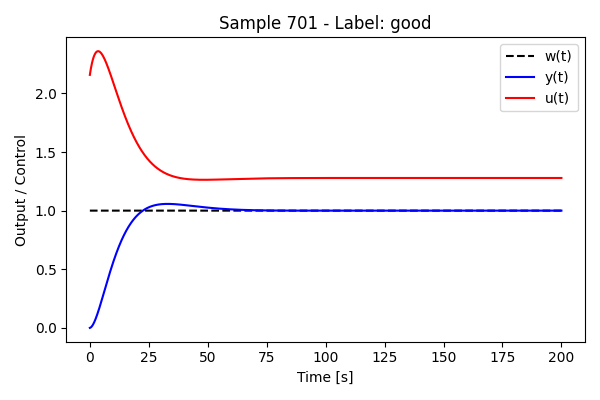 Sample 701 - Label: good
w(t)
y(t)
u(t)
Output / Control
2.0
1.5
1.0
0.5
0.0
0 25 50 75 100 125 150 175 200
Time [s]